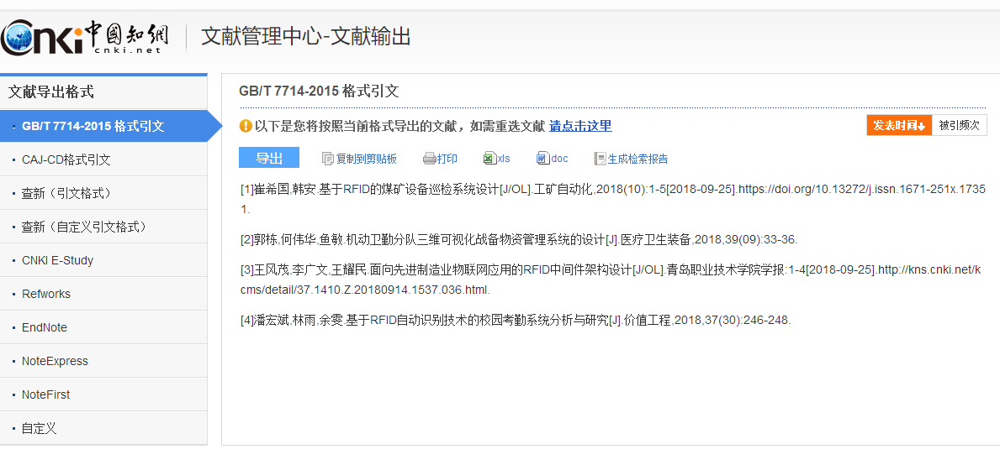 Cnki中國知網
cnki.net
文献管理中心-文献输出
文献导出格式
GB/T 7714-2015 格式引文
CAJ-CD格式引文
查新（引文格式）
查新（自定义引文格式）
CNKI E-Study
Refworks
EndNote
NoteExpress
NoteFirst
自定义
GB/T 7714-2015 格式引文
以下是您将按照当前格式导出的文献，如需重选文献 请点击这里
发表时间 被引频次
导出 复制到剪贴板 打印 xls doc 生成检索报告
[1]崔希国,韩安.基于RFID的煤矿设备巡检系统设计[J/OL].工矿自动化,2018(10):1-5[2018-09-25].https://doi.org/10.13272/j.issn.1671-251x.1735
1.
[2]郭栋,何伟华,鱼敏.机动卫勤分队三维可视化战备物资管理系统的设计[J].医疗卫生装备,2018,39(09):33-36.
[3]王风茂,李广文,王耀民.面向先进制造业物联网应用的RFID中间件架构设计[J/OL].青岛职业技术学院学报:1-4[2018-09-25].http://kns.cnki.net/k
cms/detail/37.1410.Z.20180914.1537.036.html.
[4]潘宏斌,林雨,余雯.基于RFID自动识别技术的校园考勤系统分析与研究[J].价值工程,2018,37(30):246-248.